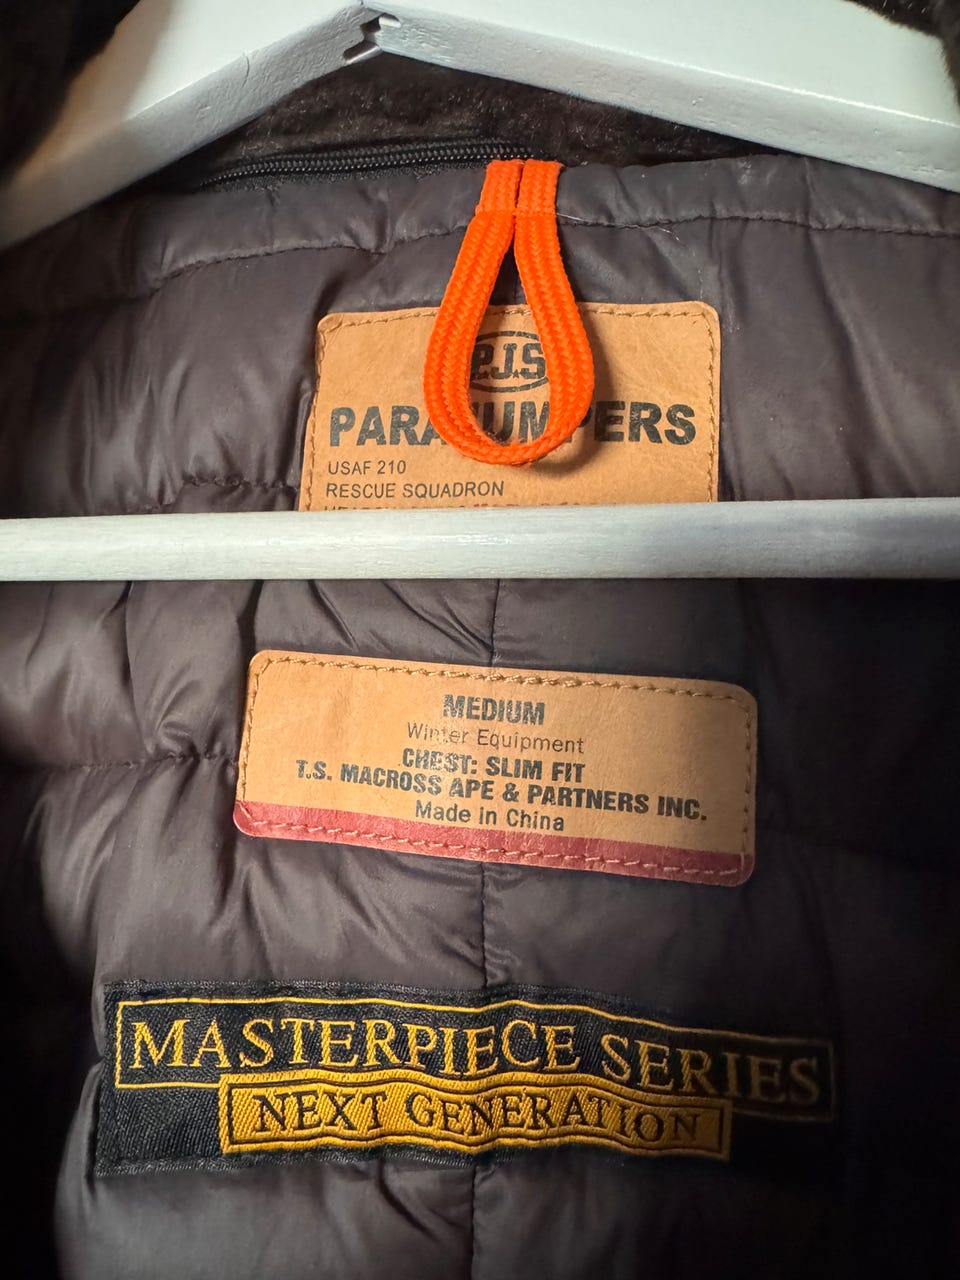 P.J.S
PARAJUMPERS
USAF 210
RESCUE SQUADRON
MEDIUM
Winter Equipment
CHEST: SLIM FIT
T.S. MACROSS APE & PARTNERS INC.
Made in China
MASTERPIECE SERIES
NEXT GENERATION